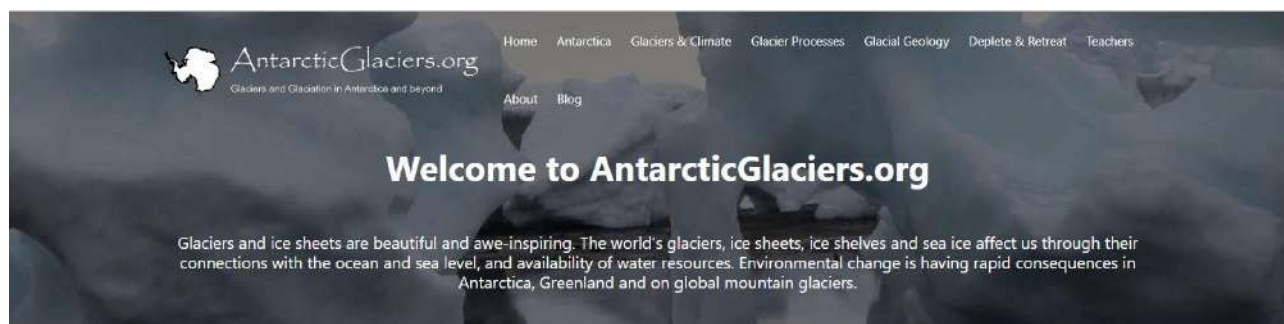 AntarcticGlaciers.org
Glaciers and Glaciation in Antarctica and beyond
Home Antarctica Glaciers & Climate Glacier Processes Glacial Geology Deplete & Retreat Teachers
About Blog
Welcome to AntarcticGlaciers.org
Glaciers and ice sheets are beautiful and awe-inspiring. The world's glaciers, ice sheets, ice shelves and sea ice affect us through their
connections with the ocean and sea level, and availability of water resources. Environmental change is having rapid consequences in
Antarctica, Greenland and on global mountain glaciers.